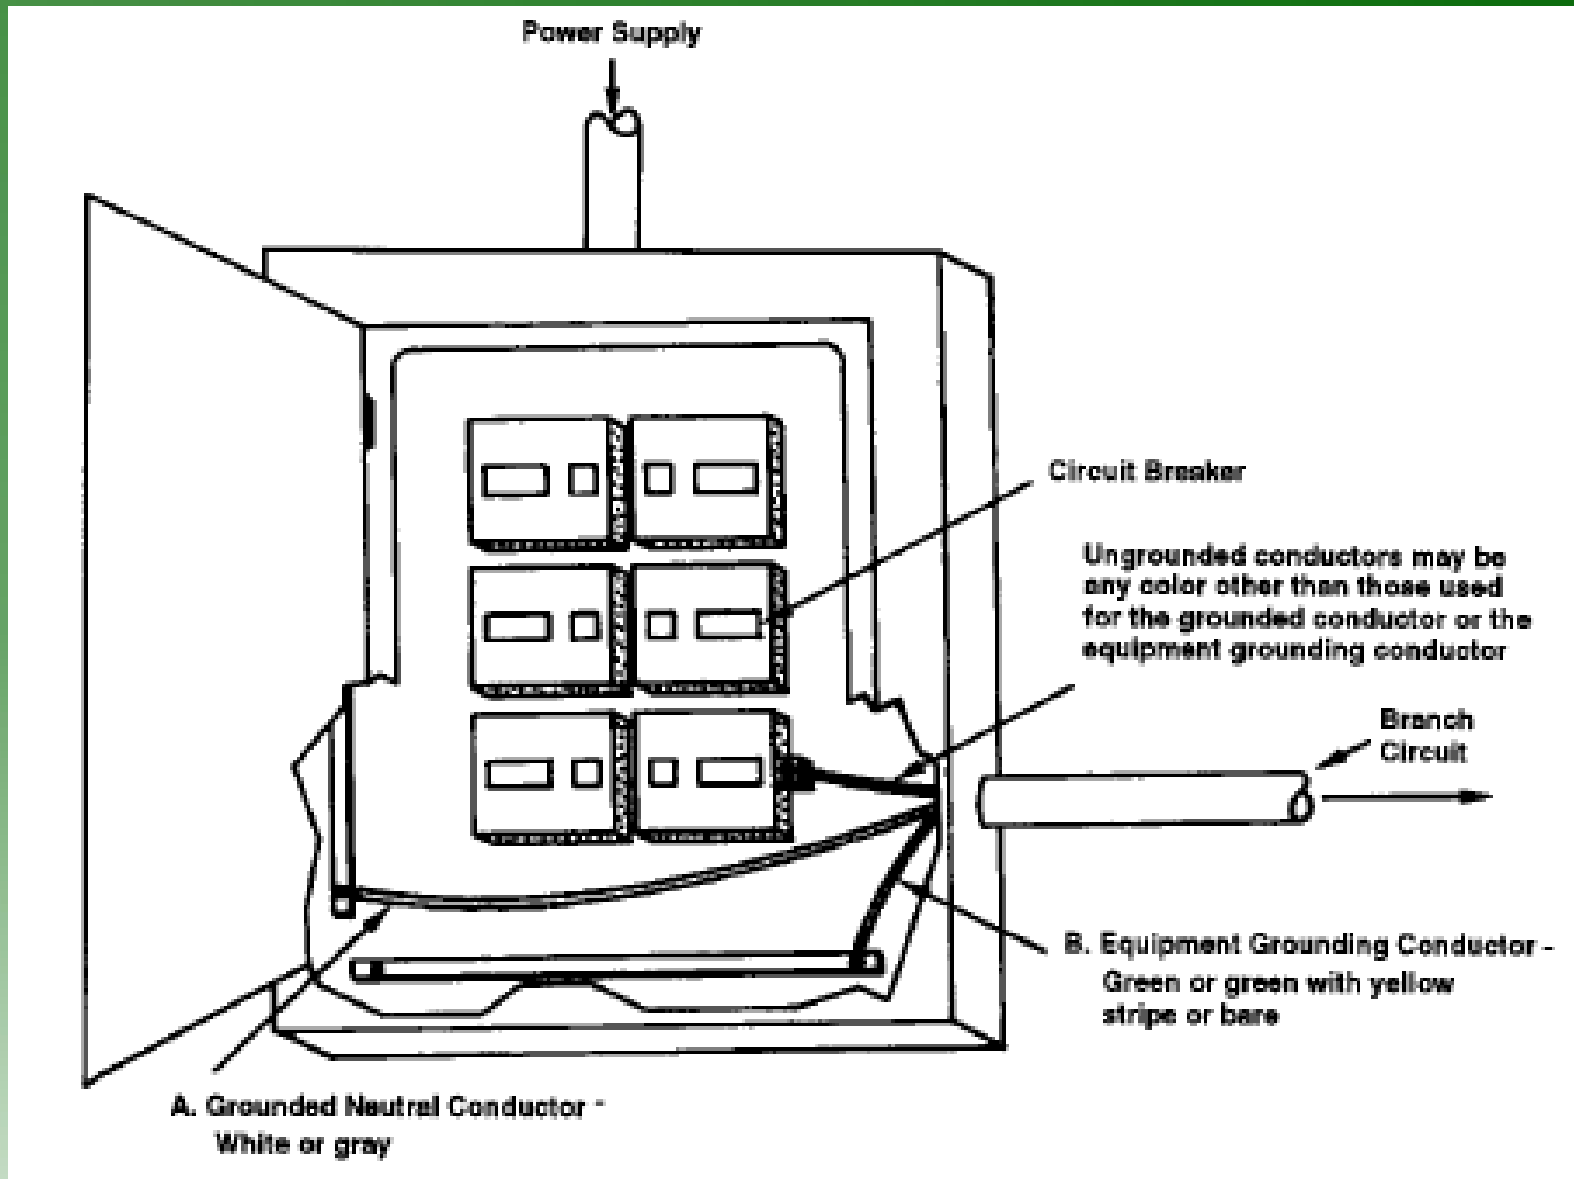 Power Supply
Circuit Breaker
Ungrounded conductors may be
any color other than those used
for the grounded conductor or the
equipment grounding conductor
Branch
Circuit
B. Equipment Grounding Conductor -
Green or green with yellow
stripe or bare
A. Grounded Neutral Conductor -
White or gray